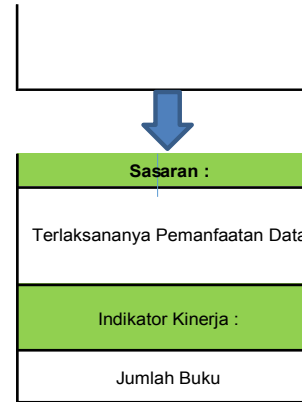 Sasaran :
Terlaksananya Pemanfaatan Data
Indikator Kinerja :
Jumlah Buku